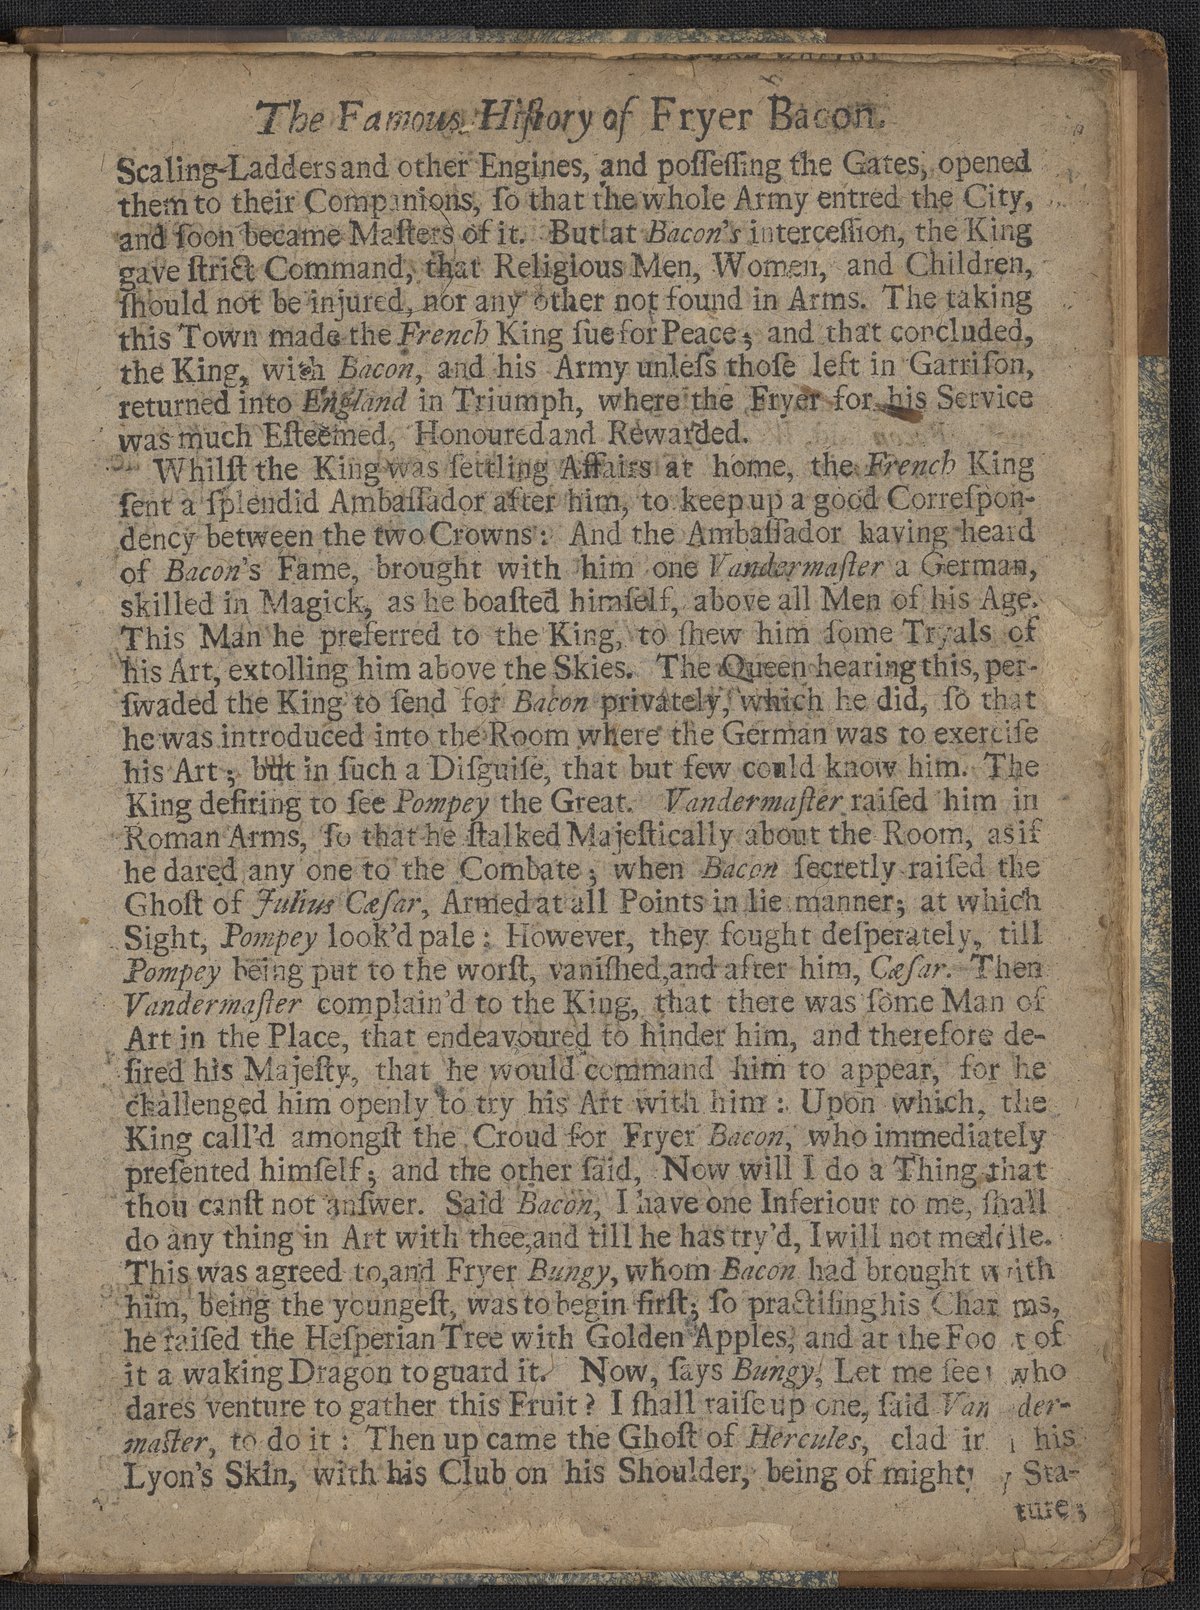 The Famous Hiſtory of Fryer Bacon.
Scaling-Ladders and other Engines, and poſſeſſing the Gates, opened
them to their Companions, ſo that the whole Army entred the City,
and ſoon became Maſters of it. But at Bacon's interceſſion, the King
gave ſtrict Command, that Religious Men, Women, and Children,
ſhould not be injured, nor any other not found in Arms. The taking
this Town made the French King ſue for Peace; and that concluded,
the King, with Bacon, and his Army unleſs thoſe left in Garriſon,
returned into England in Triumph, where the Fryer for his Service
was much Eſteemed, Honoured and Rewarded.
Whilſt the King was ſettling Affairs at home, the French King
ſent a ſplendid Ambaſſador after him, to keep up a good Correſpon-
dency between the two Crowns: And the Ambaſſador having heard
of Bacon's Fame, brought with him one Vandermaſter a German,
skilled in Magick, as he boaſted himſelf, above all Men of his Age.
This Man he preferred to the King, to ſhew him ſome Tryals of
his Art, extolling him above the Skies. The Queen hearing this, per-
ſwaded the King to ſend for Bacon privately, which he did, ſo that
he was introduced into the Room where the German was to exerciſe
his Art; but in ſuch a Diſguiſe, that but few could know him. The
King deſiring to ſee Pompey the Great. Vandermaſter raiſed him in
Roman Arms, ſo that he ſtalked Majeſtically about the Room, as if
he dared any one to the Combate; when Bacon ſecretly raiſed the
Ghoſt of Julius Cæſar, Armed at all Points in lie manner; at which
Sight, Pompey look'd pale: However, they fought deſperately, till
Pompey being put to the worſt, vaniſhed, and after him, Cæſar. Then
Vandermaſter complain'd to the King, that there was ſome Man of
Art in the Place, that endeavoured to hinder him, and therefore de-
ſired his Majeſty, that he would command him to appear, for he
challenged him openly to try his Art with him: Upon which, the
King call'd amongſt the Croud for Fryer Bacon, who immediately
preſented himſelf; and the other ſaid, Now will I do a Thing that
thou canſt not anſwer. Said Bacon, I have one Inferiour to me, ſhall
do any thing in Art with thee, and till he has try'd, I will not meddle.
This was agreed to, and Fryer Bungy, whom Bacon had brought with
him, being the youngeſt, was to begin firſt; ſo practiſing his Charms,
he raiſed the Heſperian Tree with Golden Apples, and at the Foot of
it a waking Dragon to guard it. Now, ſays Bungy, Let me ſee who
dares venture to gather this Fruit? I ſhall raiſe up one, ſaid Vander-
maſter, to do it: Then up came the Ghoſt of Hercules, clad in his
Lyon's Skin, with his Club on his Shoulder, being of mighty Sta-
ture;